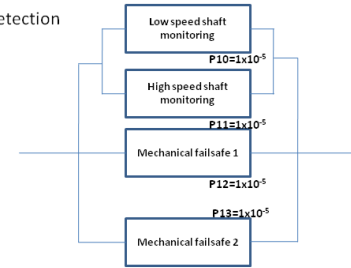 etection
Low speed shaft
monitoring
P10=1x10⁻⁵
High speed shaft
monitoring
P11=1x10⁻⁵
Mechanical failsafe 1
P12=1x10⁻⁵
P13=1x10⁻⁵
Mechanical failsafe 2